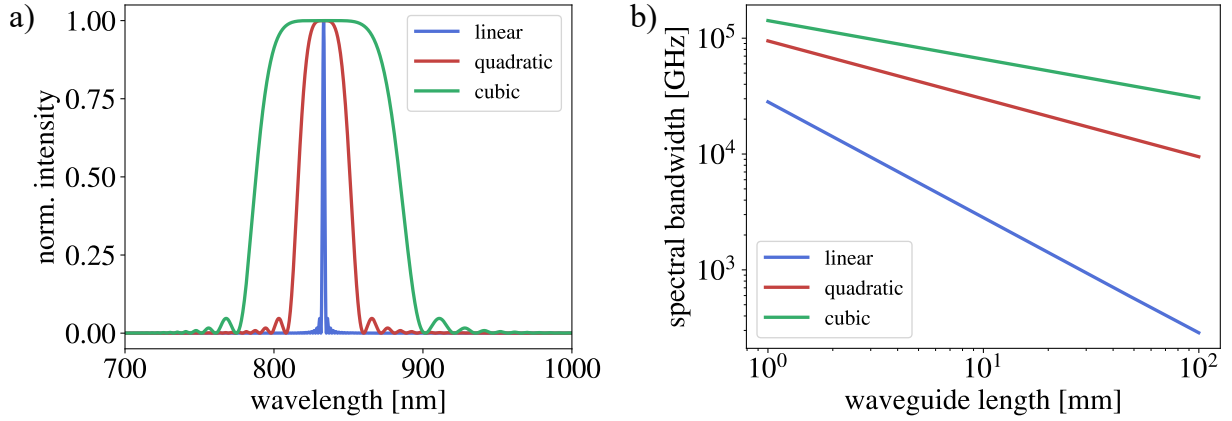 a)
norm. intensity
1.00
0.75
0.50
0.25
0.00
700
800
900
1000
wavelength [nm]
linear
quadratic
cubic
b)
spectral bandwidth [GHz]
10^5
10^4
10^3
10^0
10^1
10^2
waveguide length [mm]
linear
quadratic
cubic